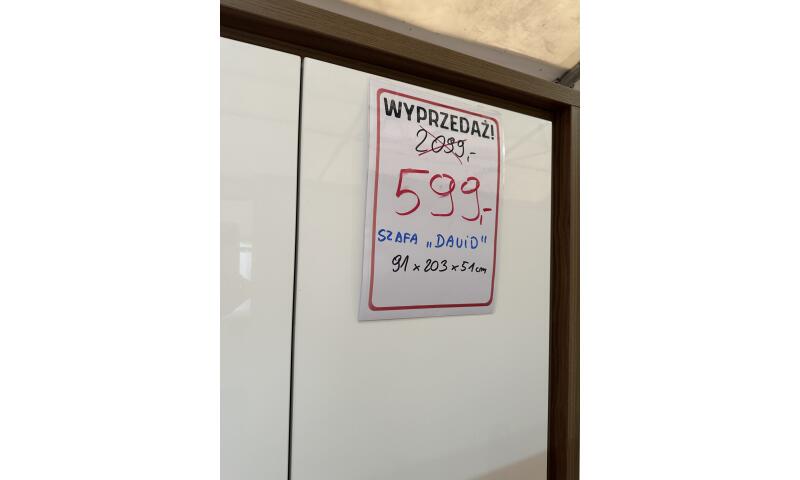 WYPRZEDAŻ!
2099,-
599,-
SZAFA „DAViD"
91 x 203 x 51 cm